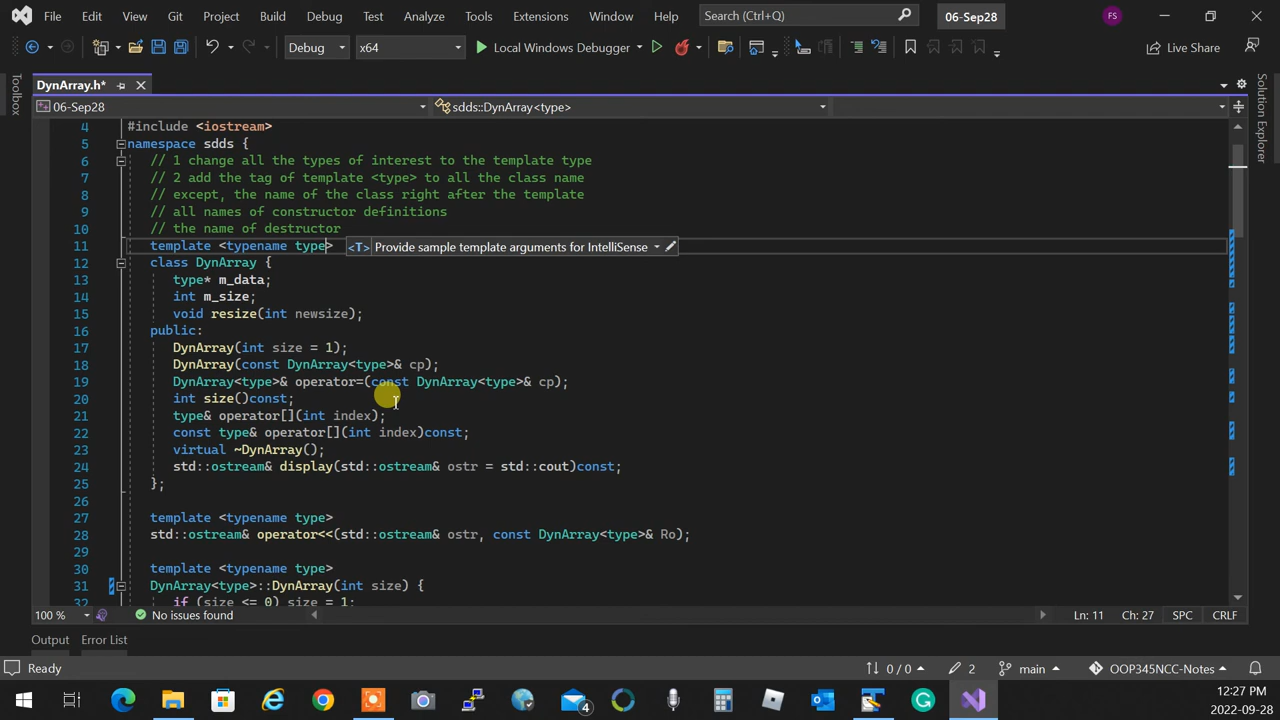 File Edit View Git Project Build Debug Test Analyze Tools Extensions Window Help Search (Ctrl+Q) 06-Sep28 FS
Debug x64 Local Windows Debugger Live Share
DynArray.h*
06-Sep28 sdds::DynArray<type>
Toolbox
Solution Explorer
4 #include <iostream>
5 namespace sdds {
6 // 1 change all the types of interest to the template type
7 // 2 add the tag of template <type> to all the class name
8 // except, the name of the class right after the template
9 // all names of constructor definitions
10 // the name of destructor
11 template <typename type> <T> Provide sample template arguments for IntelliSense
12 class DynArray {
13 type* m_data;
14 int m_size;
15 void resize(int newsize);
16 public:
17 DynArray(int size = 1);
18 DynArray(const DynArray<type>& cp);
19 DynArray<type>& operator=(const DynArray<type>& cp);
20 int size()const;
21 type& operator[](int index);
22 const type& operator[](int index)const;
23 virtual ~DynArray();
24 std::ostream& display(std::ostream& ostr = std::cout)const;
25 };
26
27 template <typename type>
28 std::ostream& operator<<(std::ostream& ostr, const DynArray<type>& Ro);
29
30 template <typename type>
31 DynArray<type>::DynArray(int size) {
32 if (size <= 0) size = 1;
100 % No issues found Ln: 11 Ch: 27 SPC CRLF
Output Error List
Ready 0 / 0 2 main OOP345NCC-Notes
4
12:27 PM
2022-09-28